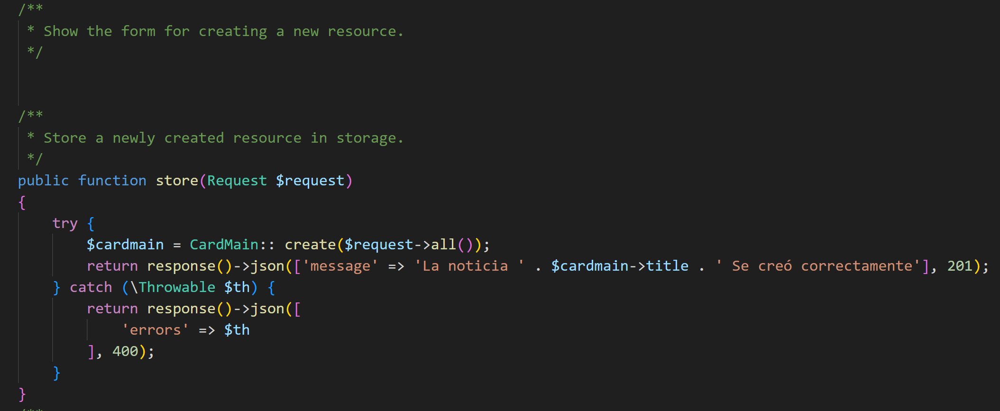 /**
 * Show the form for creating a new resource.
 */
/**
 * Store a newly created resource in storage.
 */
public function store(Request $request)
{
    try {
        $cardmain = CardMain:: create($request->all());
        return response()->json(['message' => 'La noticia ' . $cardmain->title . ' Se creó correctamente'], 201);
    } catch (\Throwable $th) {
        return response()->json([
            'errors' => $th
        ], 400);
    }
}
/**